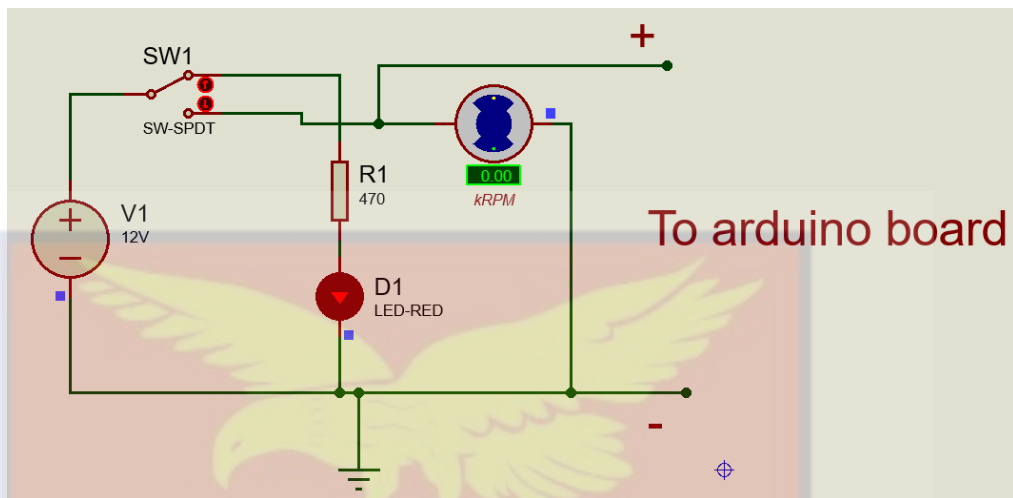 +
SW1
SW-SPDT
R1
470
0.00
kRPM
V1
12V
+
-
To arduino board
D1
LED-RED
-